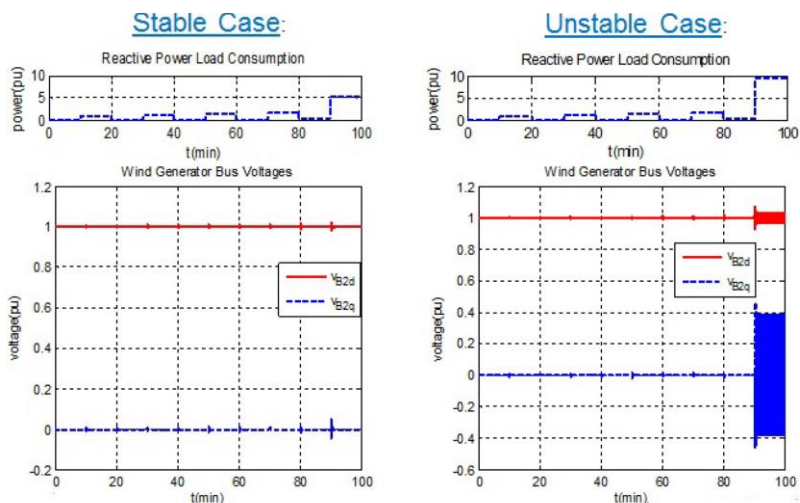 Stable Case:
Reactive Power Load Consumption
power(pu)
10
5
0
0 20 40 60 80 100
t(min)
Wind Generator Bus Voltages
voltage(pu)
1.2
1
0.8
0.6
0.4
0.2
0
-0.2
VB2d
VB2q
0 20 40 60 80 100
t(min)
Unstable Case:
Reactive Power Load Consumption
power(pu)
10
5
0
0 20 40 60 80 100
t(min)
Wind Generator Bus Voltages
voltage(pu)
1.2
1
0.8
0.6
0.4
0.2
0
-0.2
-0.4
-0.6
VB2d
VB2q
0 20 40 60 80 100
t(min)